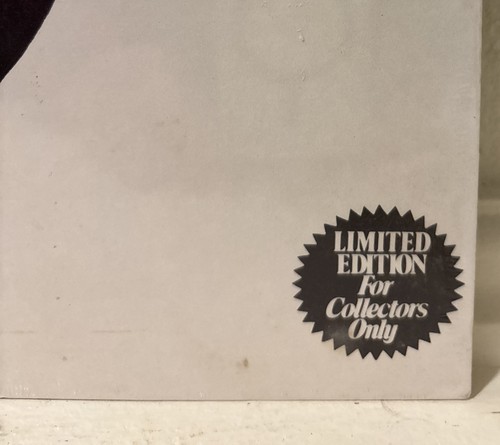 LIMITED
EDITION
For
Collectors
Only